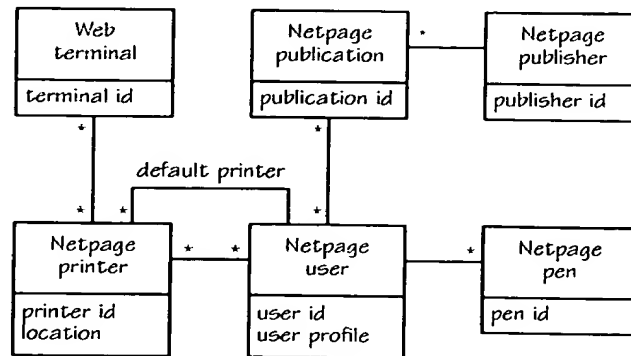 Web
terminal
terminal id
Netpage
publication
publication id
*
Netpage
publisher
publisher id
*
*
default printer
*
*
*
Netpage
printer
printer id
location
*
*
Netpage
user
user id
user profile
*
Netpage
pen
pen id